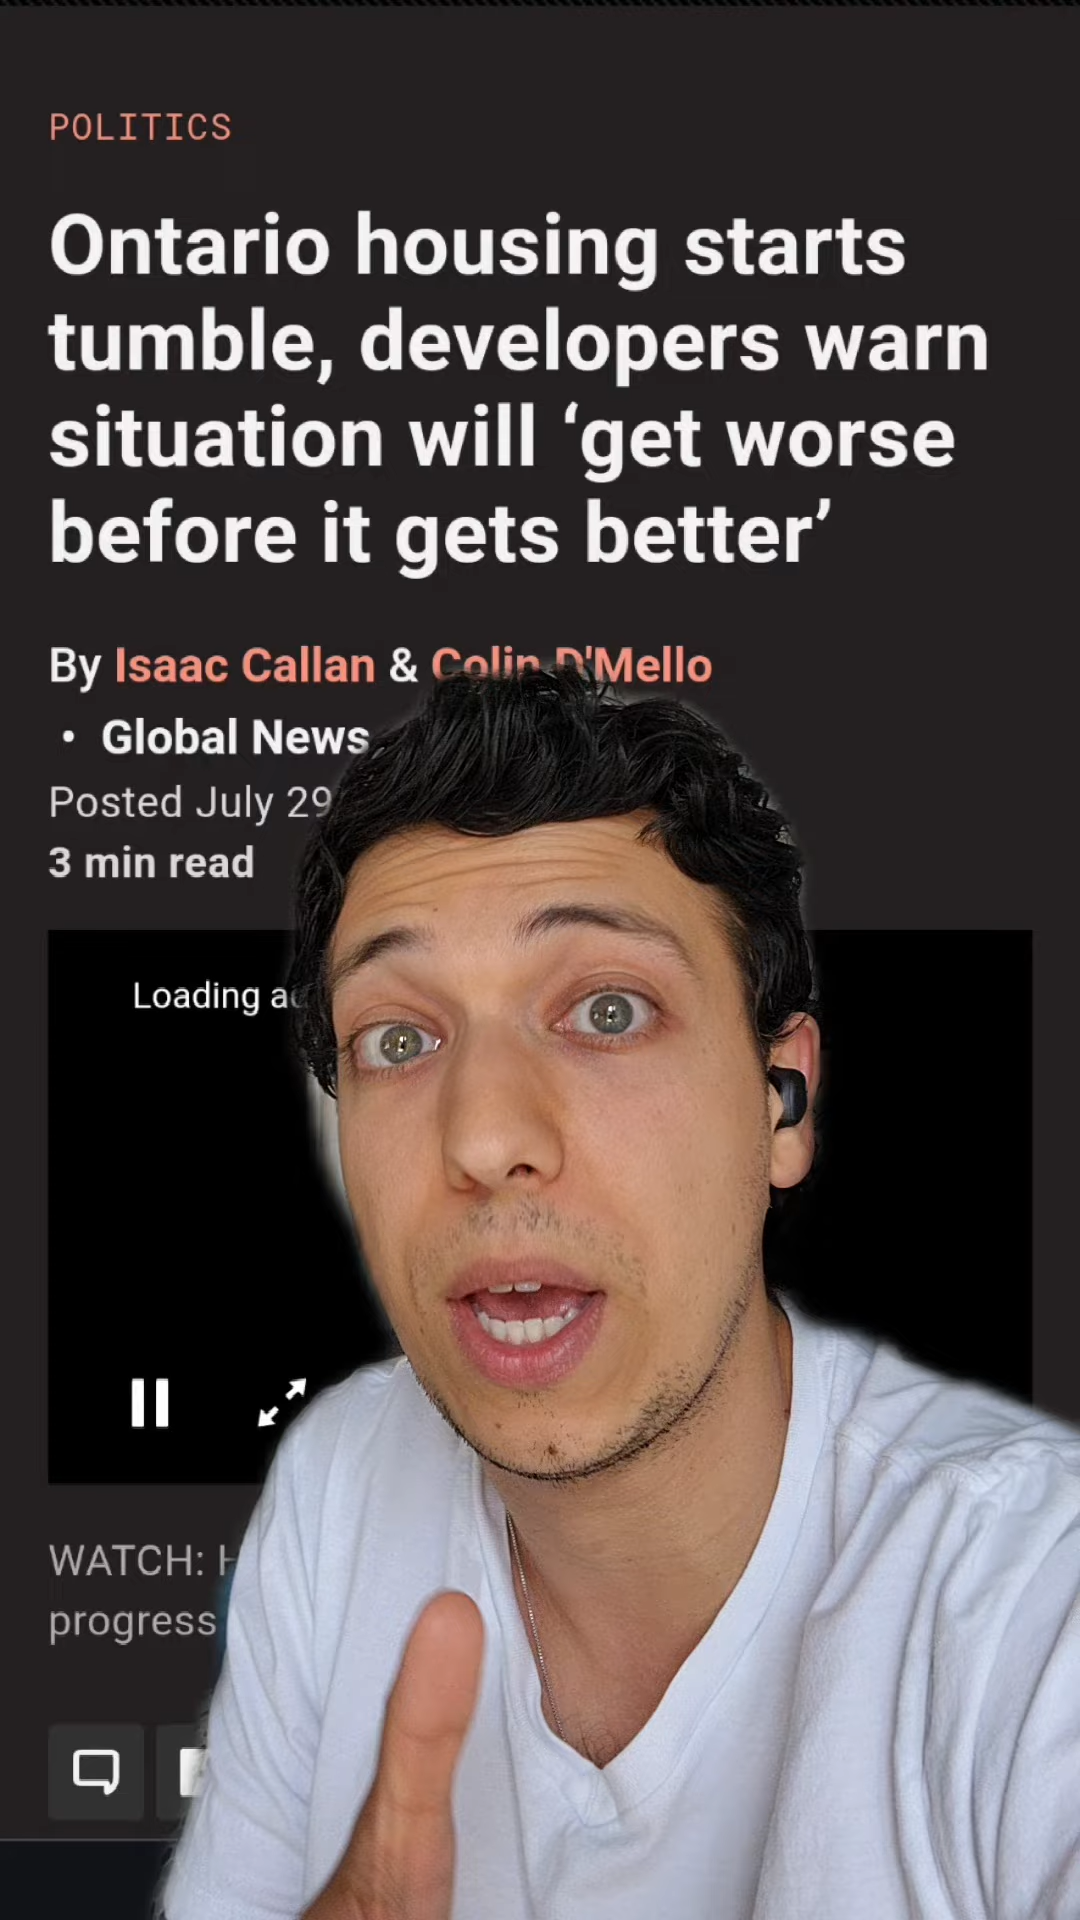 POLITICS
Ontario housing starts
tumble, developers warn
situation will ‘get worse
before it gets better’
By Isaac Callan & Colin D'Mello
• Global News
Posted July 29
3 min read
Loading
WATCH:
progress